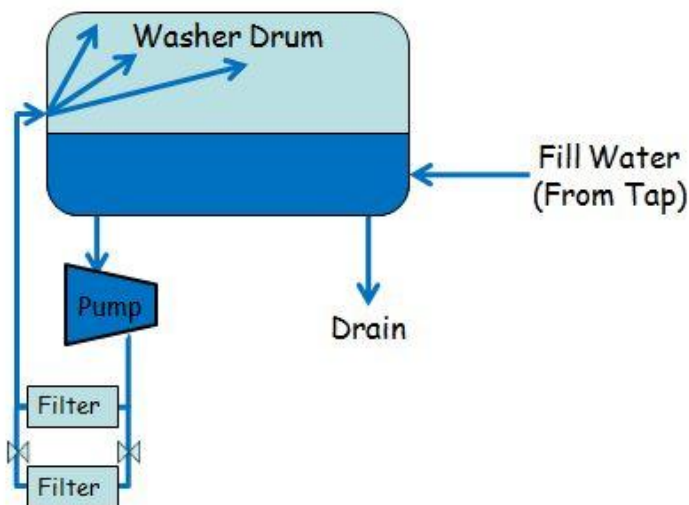 Washer Drum
Fill Water
(From Tap)
Pump
Drain
Filter
Filter